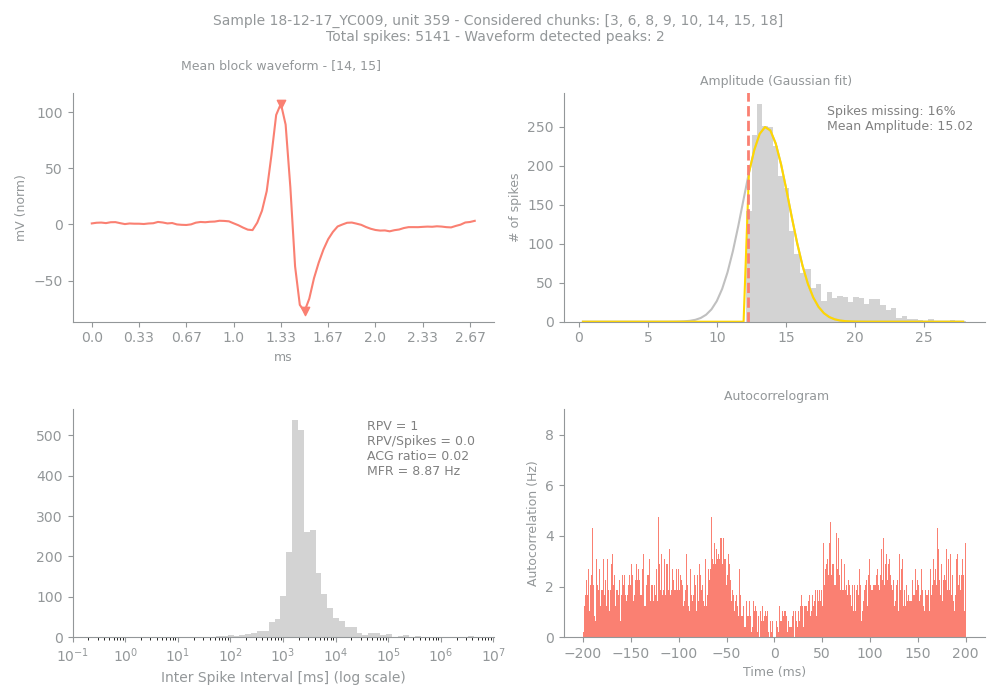 Sample 18-12-17_YC009, unit 359 - Considered chunks: [3, 6, 8, 9, 10, 14, 15, 18]
Total spikes: 5141 - Waveform detected peaks: 2
Mean block waveform - [14, 15]
100
50
0
−50
mV (norm)
0.0 0.33 0.67 1.0 1.33 1.67 2.0 2.33 2.67
ms
Amplitude (Gaussian fit)
Spikes missing: 16%
Mean Amplitude: 15.02
250
200
150
100
50
0
# of spikes
0 5 10 15 20 25
RPV = 1
RPV/Spikes = 0.0
ACG ratio= 0.02
MFR = 8.87 Hz
500
400
300
200
100
0
10⁻¹ 10⁰ 10¹ 10² 10³ 10⁴ 10⁵ 10⁶ 10⁷
Inter Spike Interval [ms] (log scale)
Autocorrelogram
8
6
4
2
0
Autocorrelation (Hz)
−200 −150 −100 −50 0 50 100 150 200
Time (ms)